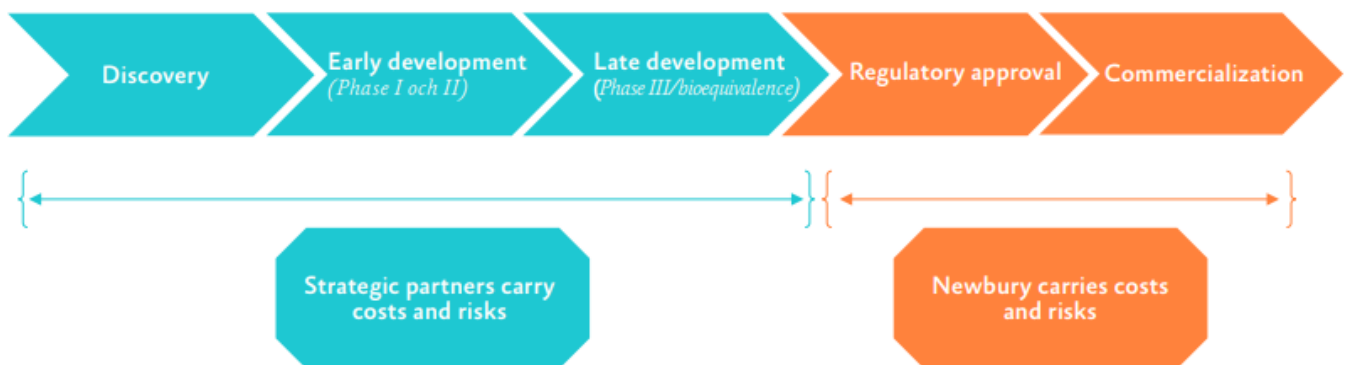 Discovery
Early development
(Phase I och II)
Late development
(Phase III/bioequivalence)
Regulatory approval
Commercialization
Strategic partners carry
costs and risks
Newbury carries costs
and risks